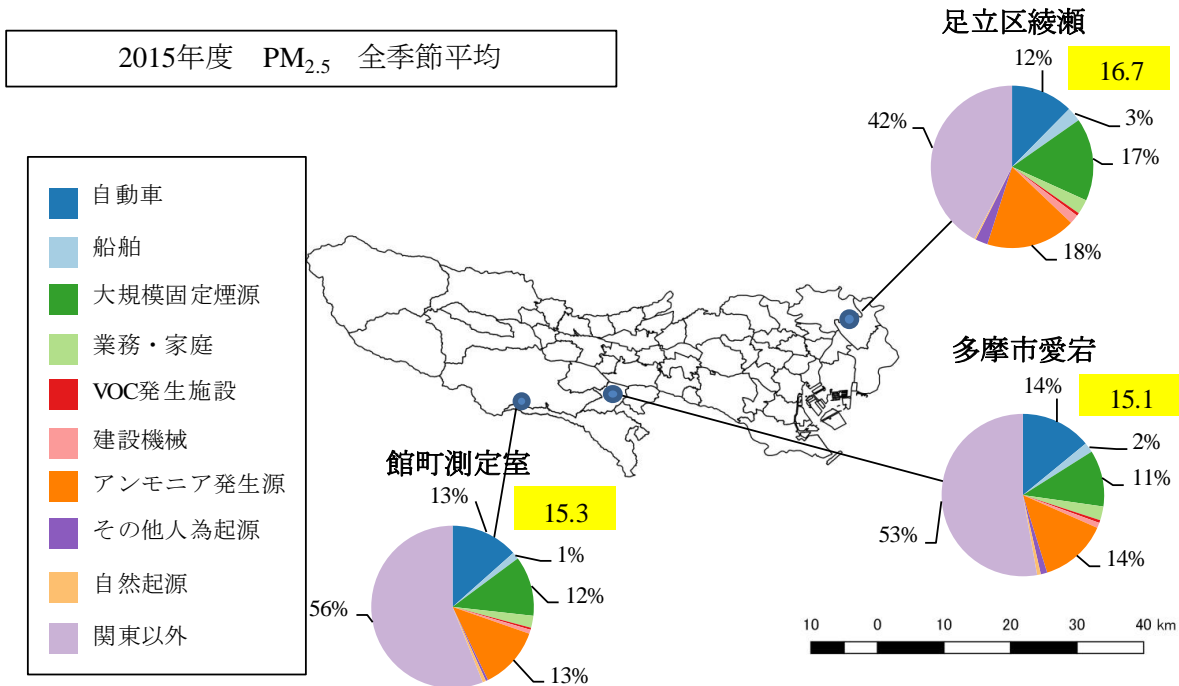 2015年度 PM2.5 全季節平均
自動車
船舶
大規模固定煙源
業務・家庭
VOC発生施設
建設機械
アンモニア発生源
その他人為起源
自然起源
関東以外
足立区綾瀬
16.7
12%
3%
17%
18%
42%
多摩市愛宕
15.1
14%
2%
11%
14%
53%
館町測定室
15.3
13%
1%
12%
13%
56%
10 0 10 20 30 40 km